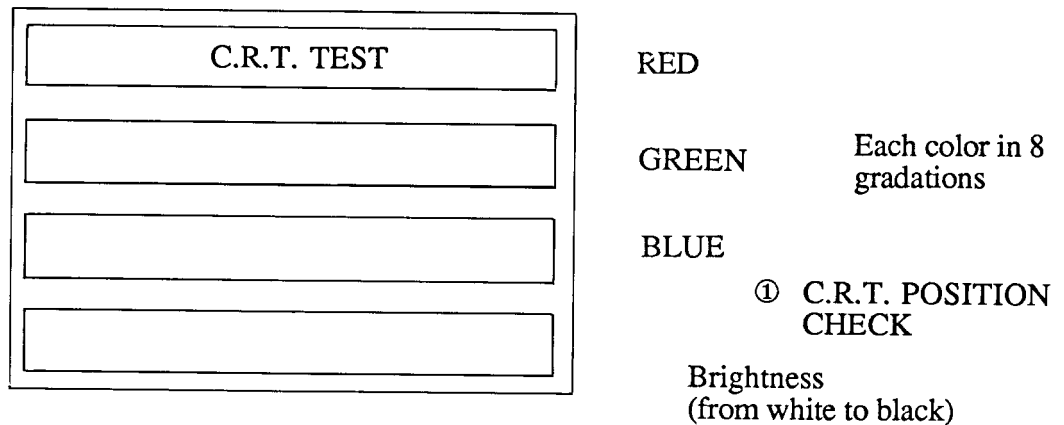 C.R.T. TEST
RED
GREEN
Each color in 8
gradations
BLUE
① C.R.T. POSITION
CHECK
Brightness
(from white to black)